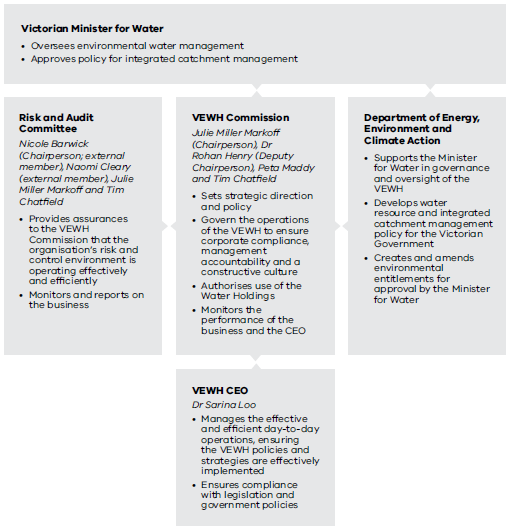 Victorian Minister for Water
• Oversees environmental water management
• Approves policy for integrated catchment management
Risk and Audit
Committee
Nicole Barwick
(Chairperson; external
member), Naomi Cleary
(external member), Julie
Miller Markoff and Tim
Chatfield
• Provides assurances
to the VEWH
Commission that the
organisation's risk and
control environment is
operating effectively
and efficiently
• Monitors and reports on
the business
VEWH Commission
Julie Miller Markoff
(Chairperson), Dr
Rohan Henry (Deputy
Chairperson), Peta Maddy
and Tim Chatfield
• Sets strategic direction
and policy
• Govern the operations
of the VEWH to ensure
corporate compliance,
management
accountability and a
constructive culture
• Authorises use of the
Water Holdings
• Monitors the
performance of the
business and the CEO
Department of Energy,
Environment and
Climate Action
• Supports the Minister
for Water in governance
and oversight of the
VEWH
• Develops water
resource and integrated
catchment management
policy for the Victorian
Government
• Creates and amends
environmental
entitlements for
approval by the Minister
for Water
VEWH CEO
Dr Sarina Loo
• Manages the effective
and efficient day-to-day
operations, ensuring
the VEWH policies and
strategies are effectively
implemented
• Ensures compliance
with legislation and
government policies